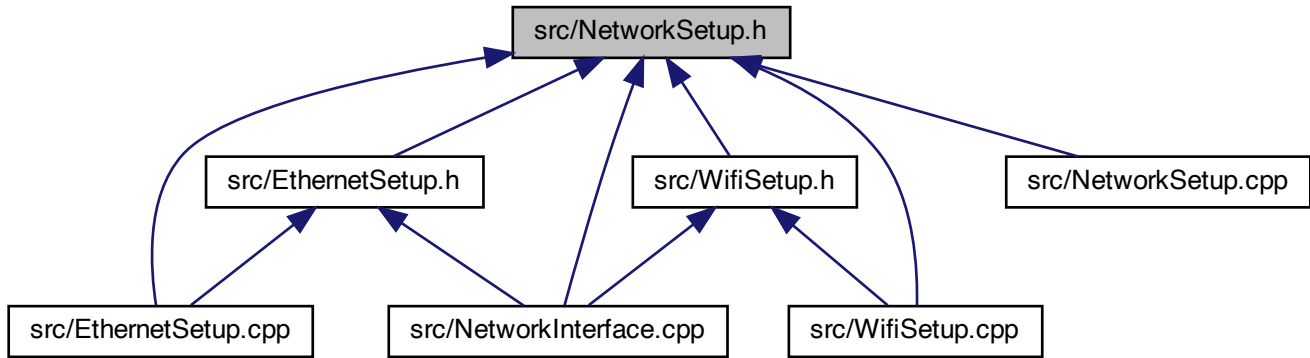 src/NetworkSetup.h
src/EthernetSetup.h
src/WifiSetup.h
src/NetworkSetup.cpp
src/EthernetSetup.cpp
src/NetworkInterface.cpp
src/WifiSetup.cpp